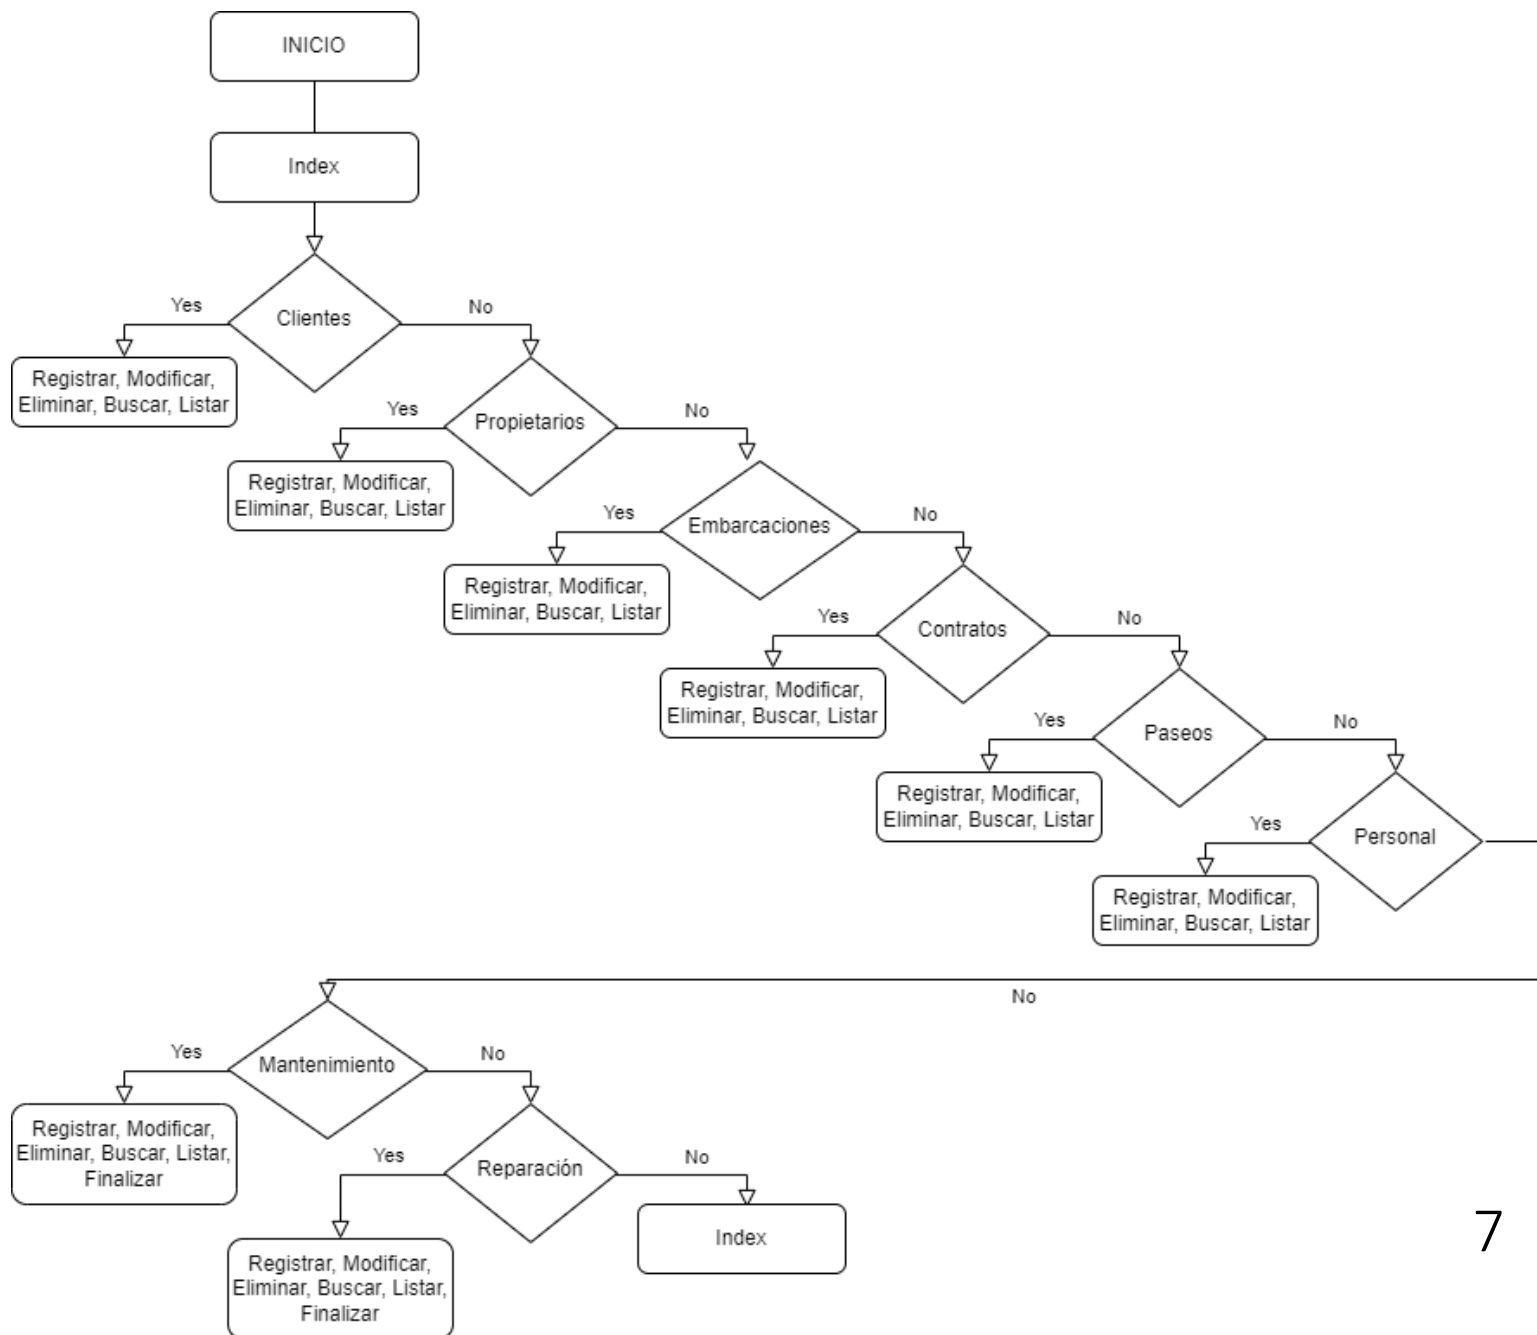 INICIO
Index
Clientes
Yes
No
Registrar, Modificar,
Eliminar, Buscar, Listar
Propietarios
Yes
No
Registrar, Modificar,
Eliminar, Buscar, Listar
Embarcaciones
Yes
No
Registrar, Modificar,
Eliminar, Buscar, Listar
Contratos
Yes
No
Registrar, Modificar,
Eliminar, Buscar, Listar
Paseos
Yes
No
Registrar, Modificar,
Eliminar, Buscar, Listar
Personal
Yes
Registrar, Modificar,
Eliminar, Buscar, Listar
No
Mantenimiento
Yes
No
Registrar, Modificar,
Eliminar, Buscar, Listar,
Finalizar
Reparación
Yes
No
Registrar, Modificar,
Eliminar, Buscar, Listar,
Finalizar
Index
7